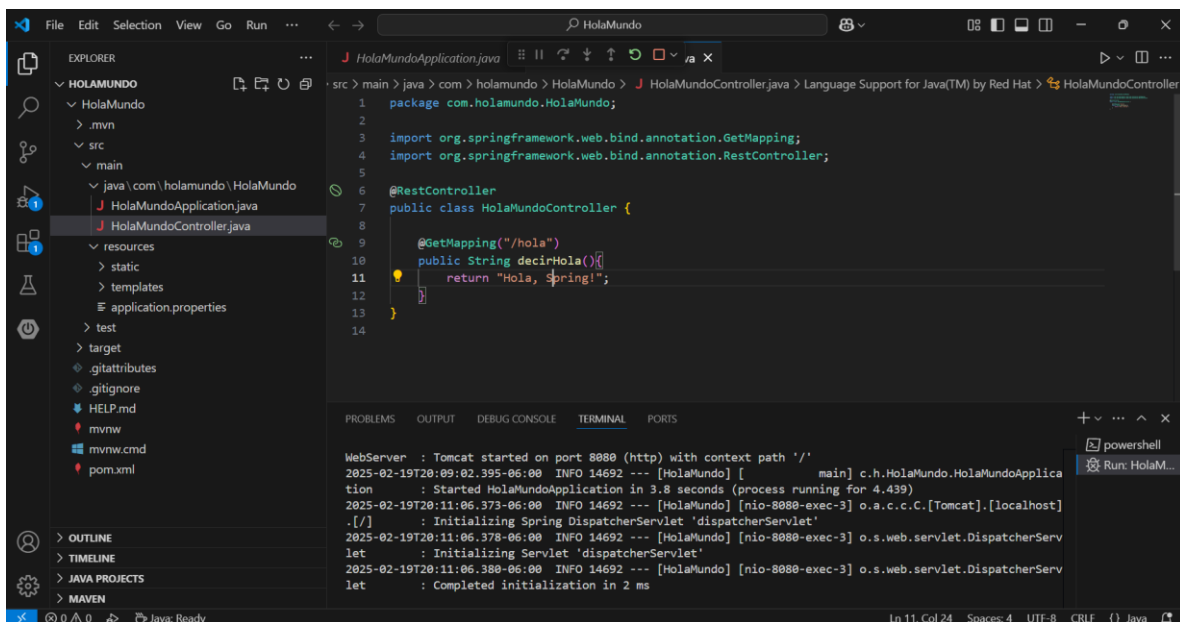 File Edit Selection View Go Run ··· HolaMundo
EXPLORER ···
HOLAMUNDO
HolaMundo
.mvn
src
main
java\com\holamundo\HolaMundo
J HolaMundoApplication.java
J HolaMundoController.java
resources
static
templates
application.properties
test
target
.gitattributes
.gitignore
HELP.md
mvnw
mvnw.cmd
pom.xml
OUTLINE
TIMELINE
JAVA PROJECTS
MAVEN
J HolaMundoApplication.java va
src > main > java > com > holamundo > HolaMundo > J HolaMundoController.java > Language Support for Java(TM) by Red Hat > HolaMundoController
1 package com.holamundo.HolaMundo;
2
3 import org.springframework.web.bind.annotation.GetMapping;
4 import org.springframework.web.bind.annotation.RestController;
5
6 @RestController
7 public class HolaMundoController {
8
9 @GetMapping("/hola")
10 public String decirHola(){
11 return "Hola, Spring!";
12 }
13 }
14
PROBLEMS OUTPUT DEBUG CONSOLE TERMINAL PORTS
WebServer : Tomcat started on port 8080 (http) with context path '/'
2025-02-19T20:09:02.395-06:00 INFO 14692 --- [HolaMundo] [ main] c.h.HolaMundo.HolaMundoApplica
tion : Started HolaMundoApplication in 3.8 seconds (process running for 4.439)
2025-02-19T20:11:06.373-06:00 INFO 14692 --- [HolaMundo] [nio-8080-exec-3] o.a.c.c.C.[Tomcat].[localhost]
.[/] : Initializing Spring DispatcherServlet 'dispatcherServlet'
2025-02-19T20:11:06.378-06:00 INFO 14692 --- [HolaMundo] [nio-8080-exec-3] o.s.web.servlet.DispatcherServ
let : Initializing Servlet 'dispatcherServlet'
2025-02-19T20:11:06.380-06:00 INFO 14692 --- [HolaMundo] [nio-8080-exec-3] o.s.web.servlet.DispatcherServ
let : Completed initialization in 2 ms
powershell
Run: HolaM...
1
1
0 0 Java: Ready Ln 11, Col 24 Spaces: 4 UTF-8 CRLF {} Java